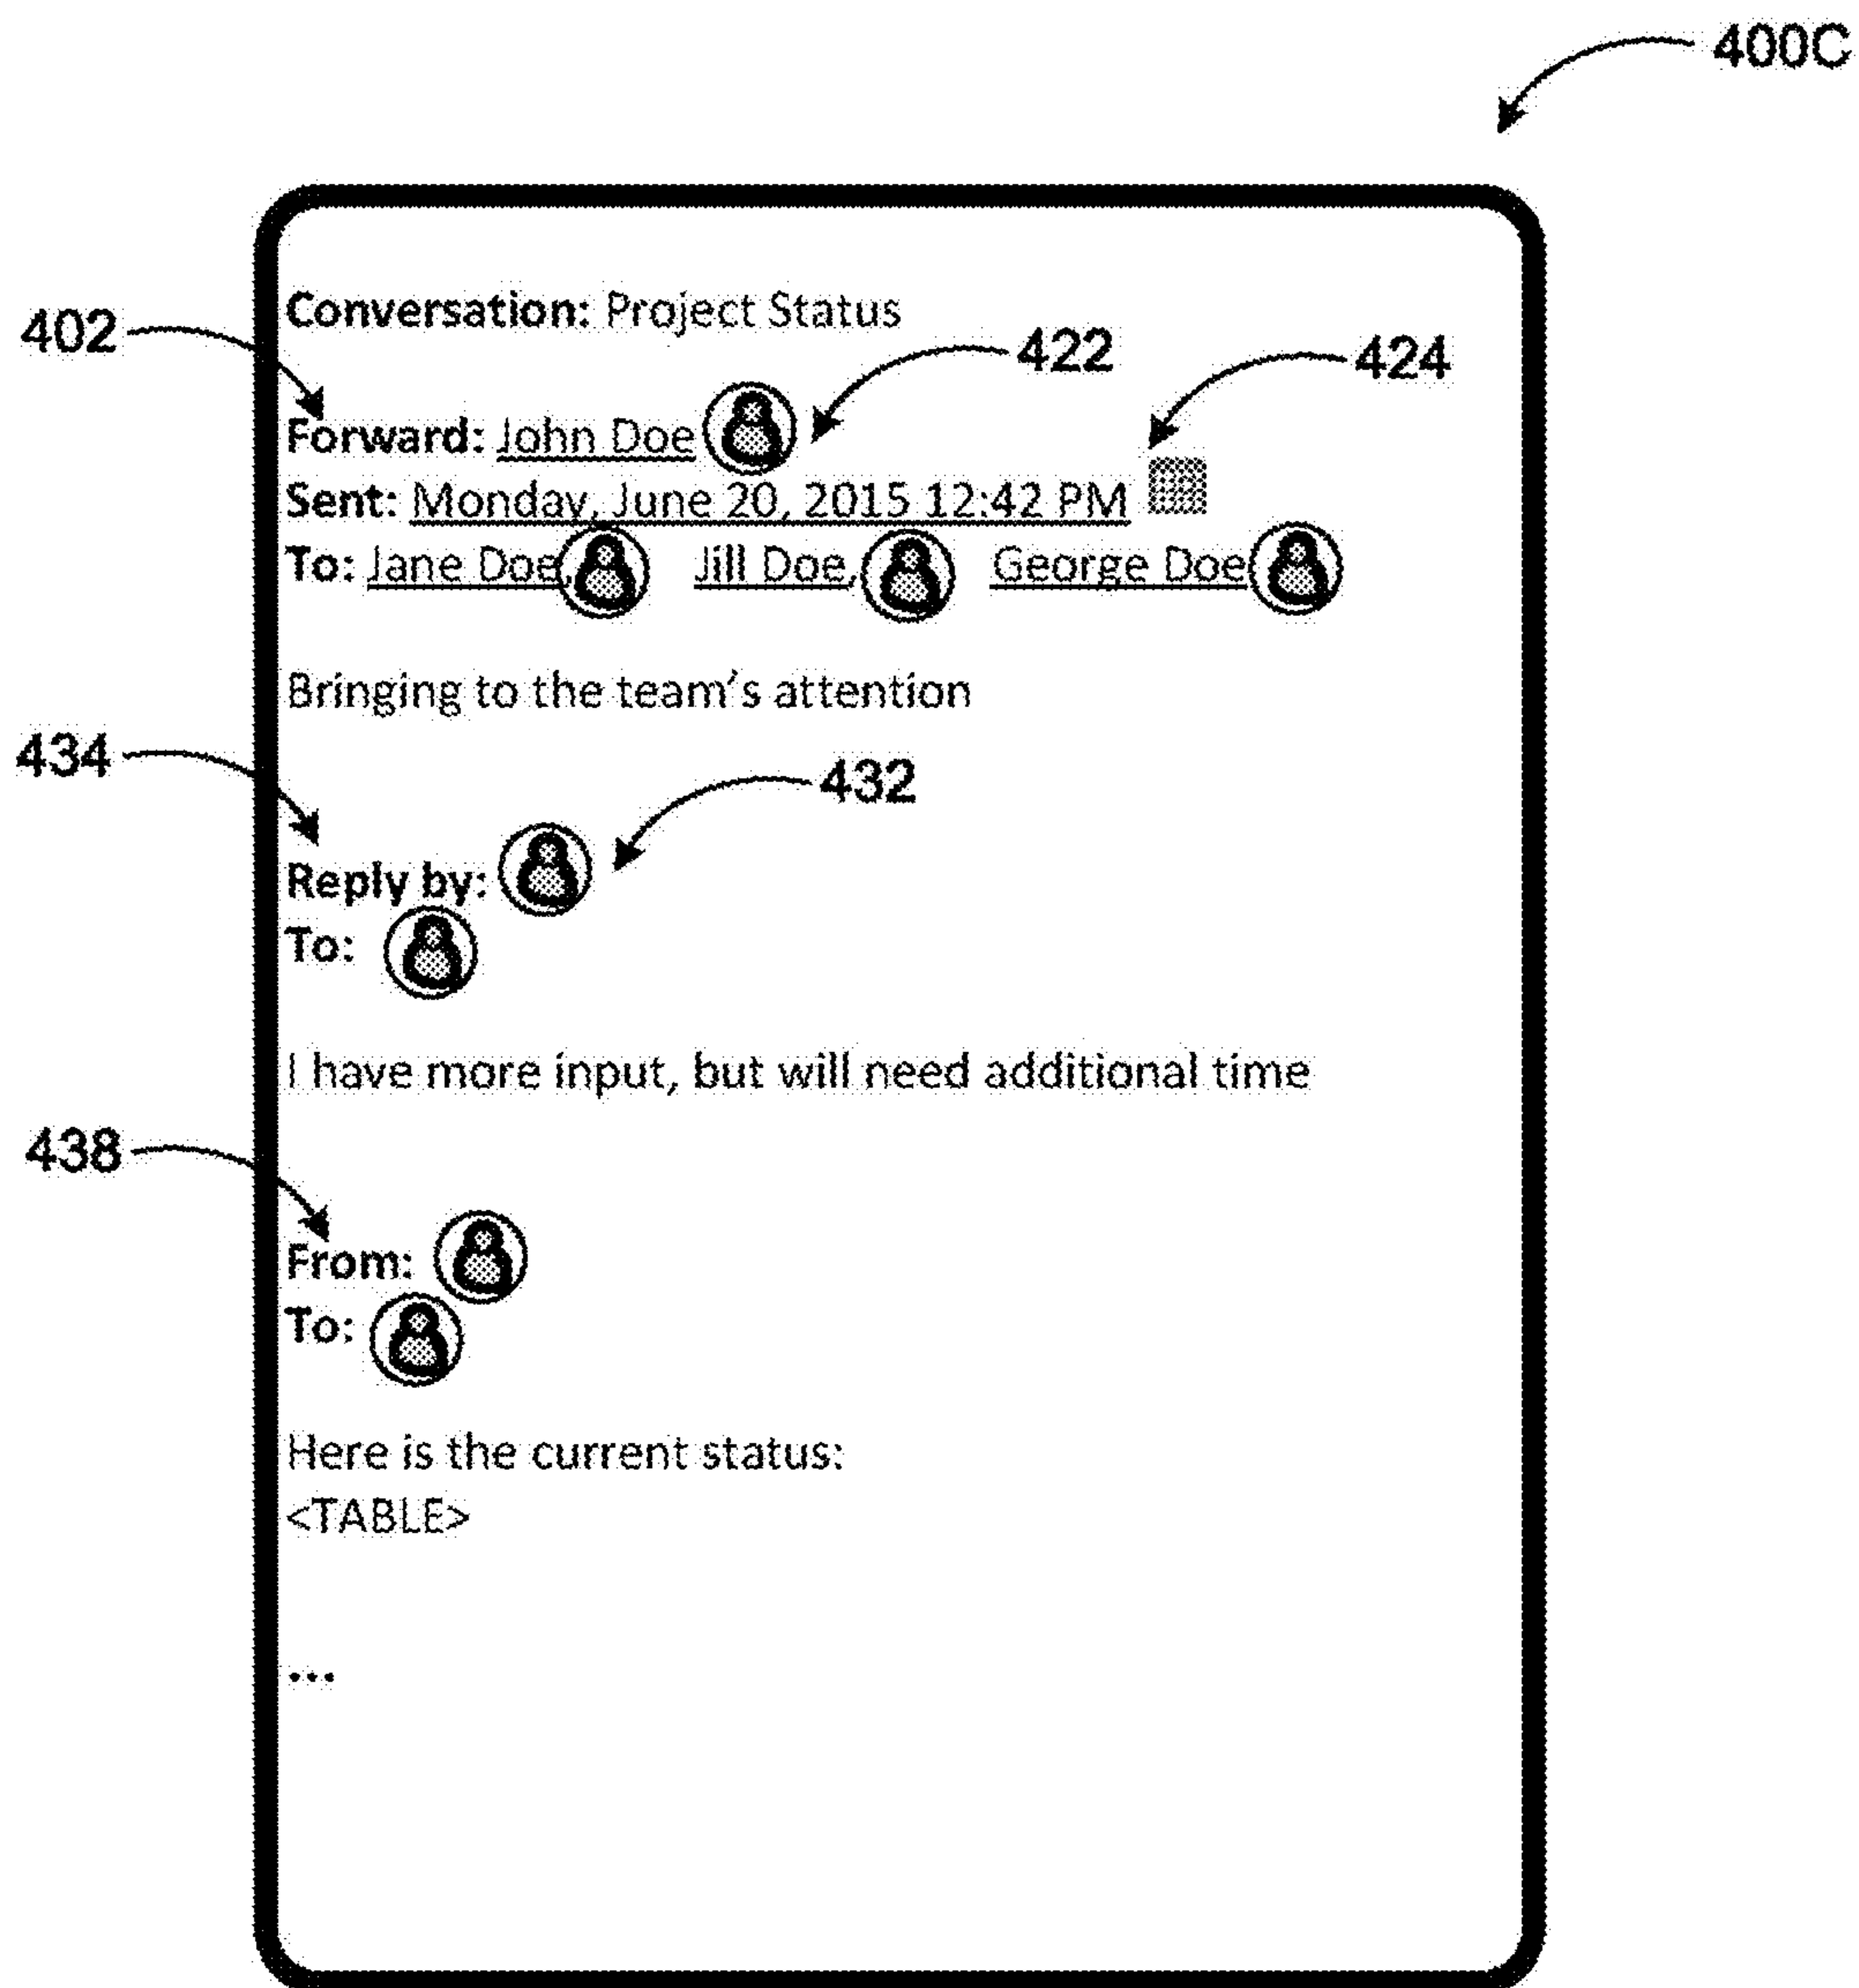 400C
Conversation: Project Status
402
422
424
Forward: John Doe
Sent: Monday, June 20, 2015 12:42 PM
To: Jane Doe, Jill Doe, George Doe
Bringing to the team's attention
434
432
Reply by:
To:
I have more input, but will need additional time
438
From:
To:
Here is the current status:
<TABLE>
...